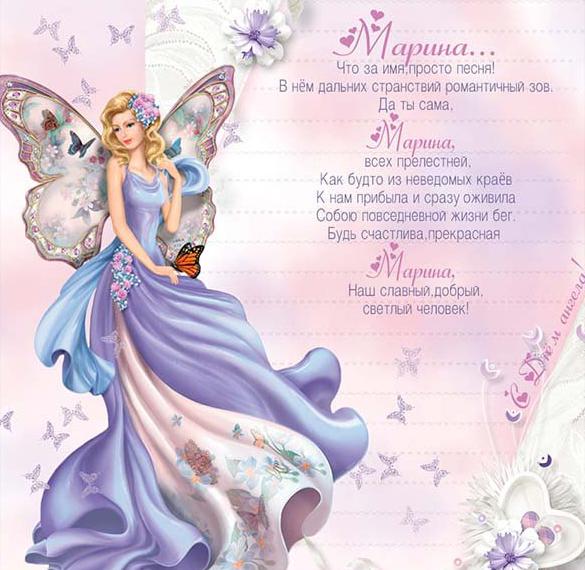 Марина...
Что за имя,просто песня!
В нём дальних странствий романтичный зов.
Да ты сама,
Марина,
всех прелестней,
Как будто из неведомых краёв
К нам прибыла и сразу оживила
Собою повседневной жизни бег.
Будь счастлива,прекрасная
Марина,
Наш славный,добрый,
светлый человек!
С Днём ангела!